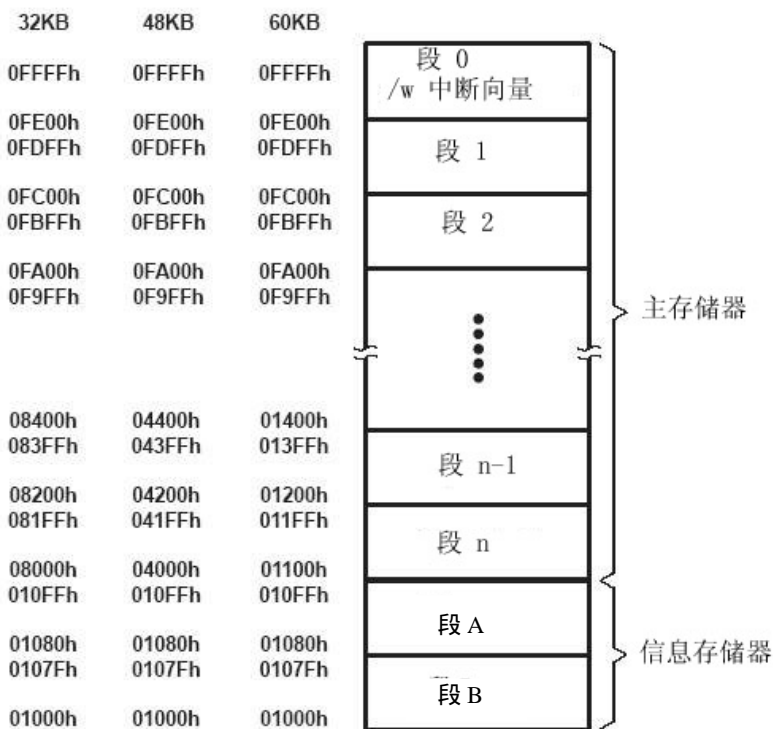 32KB 48KB 60KB
0FFFFh 0FFFFh 0FFFFh
段 0
/w 中断向量
0FE00h 0FE00h 0FE00h
0FDFFh 0FDFFh 0FDFFh
段 1
0FC00h 0FC00h 0FC00h
0FBFFh 0FBFFh 0FBFFh
段 2
0FA00h 0FA00h 0FA00h
0F9FFh 0F9FFh 0F9FFh
主存储器
08400h 04400h 01400h
083FFh 043FFh 013FFh
段 n-1
08200h 04200h 01200h
081FFh 041FFh 011FFh
段 n
08000h 04000h 01100h
010FFh 010FFh 010FFh
段 A
01080h 01080h 01080h
信息存储器
0107Fh 0107Fh 0107Fh
段 B
01000h 01000h 01000h